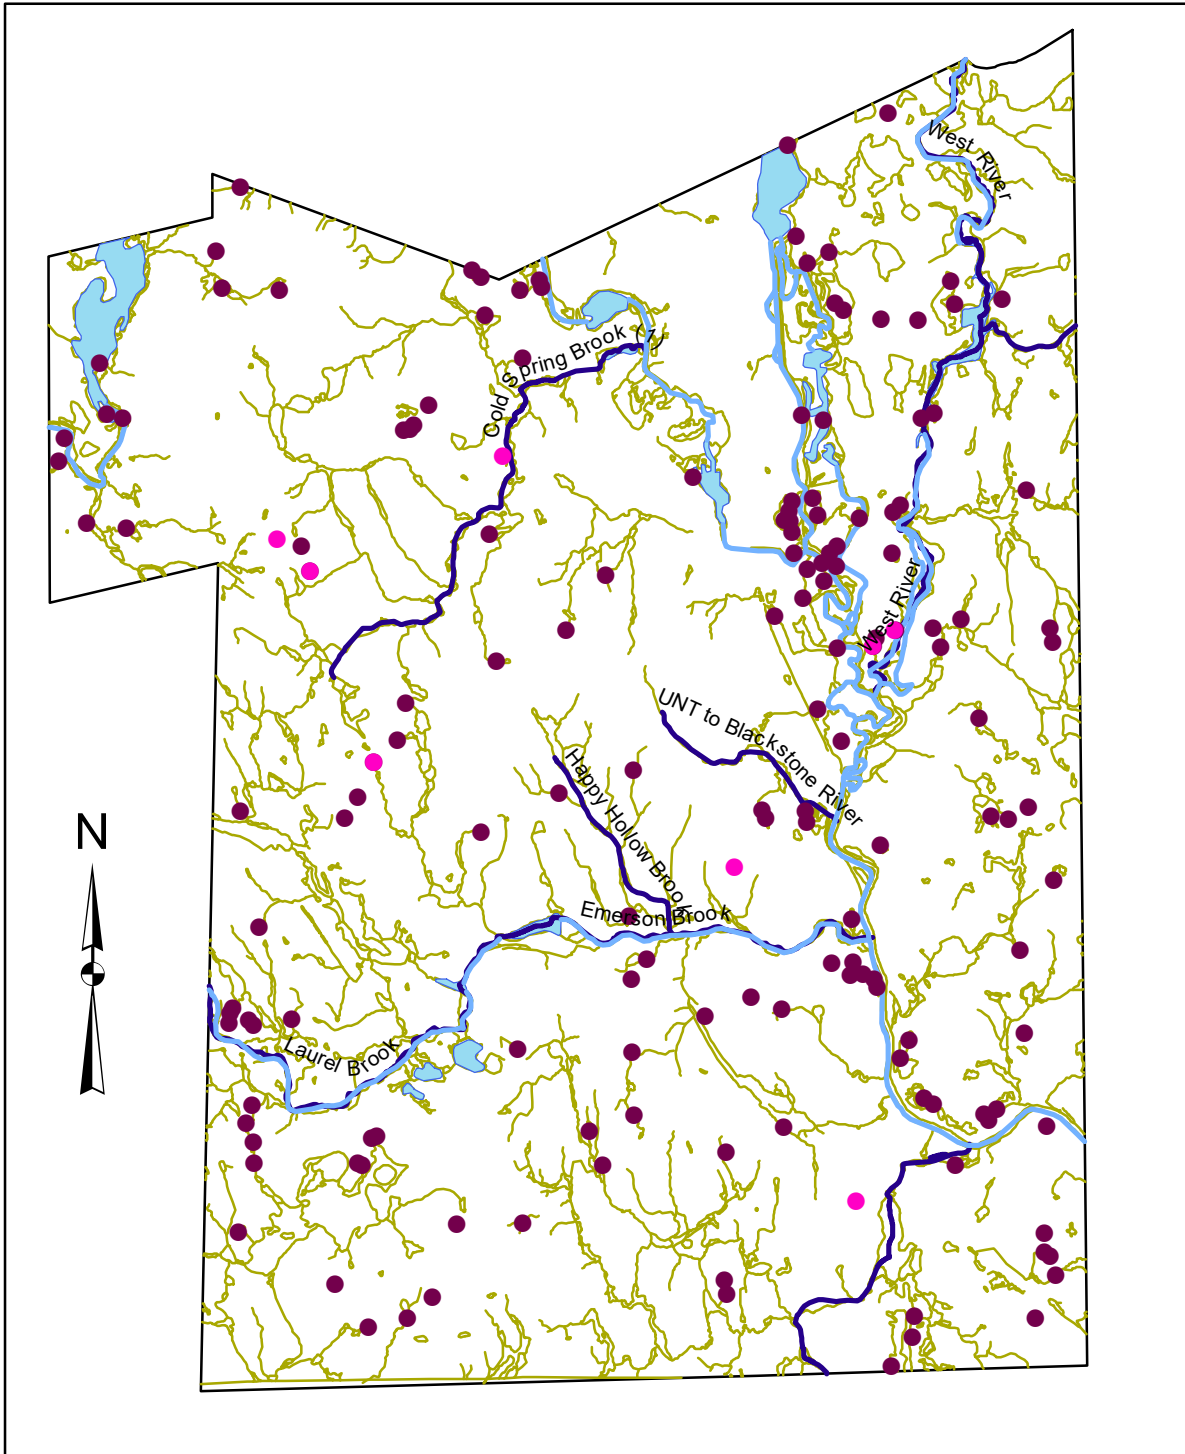 West River
Cold Spring Brook (1)
West River
UNT to Blackstone River
Happy Hollow Brook
N
Emerson Brook
Laurel Brook